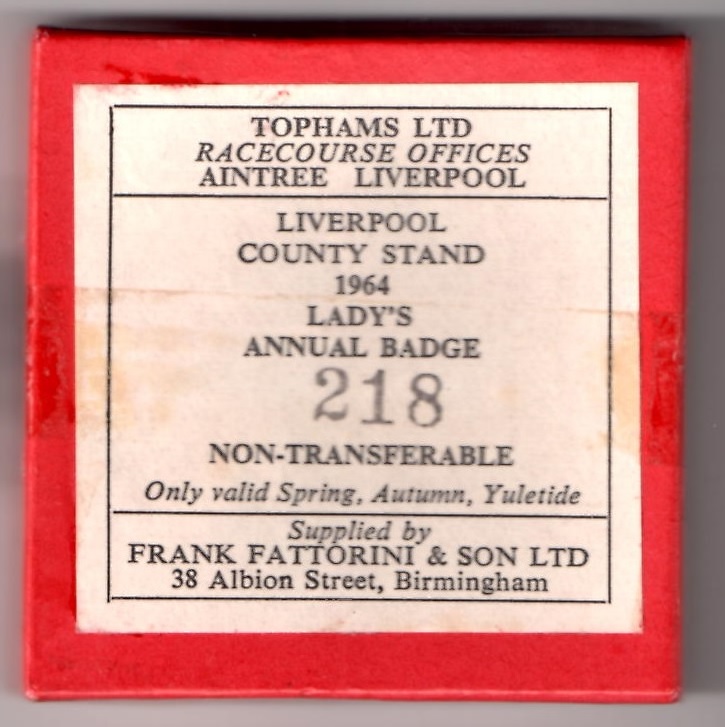 TOPHAMS LTD
RACECOURSE OFFICES
AINTREE LIVERPOOL
LIVERPOOL
COUNTY STAND
1964
LADY'S
ANNUAL BADGE
218
NON-TRANSFERABLE
Only valid Spring, Autumn, Yuletide
Supplied by
FRANK FATTORINI & SON LTD
38 Albion Street, Birmingham